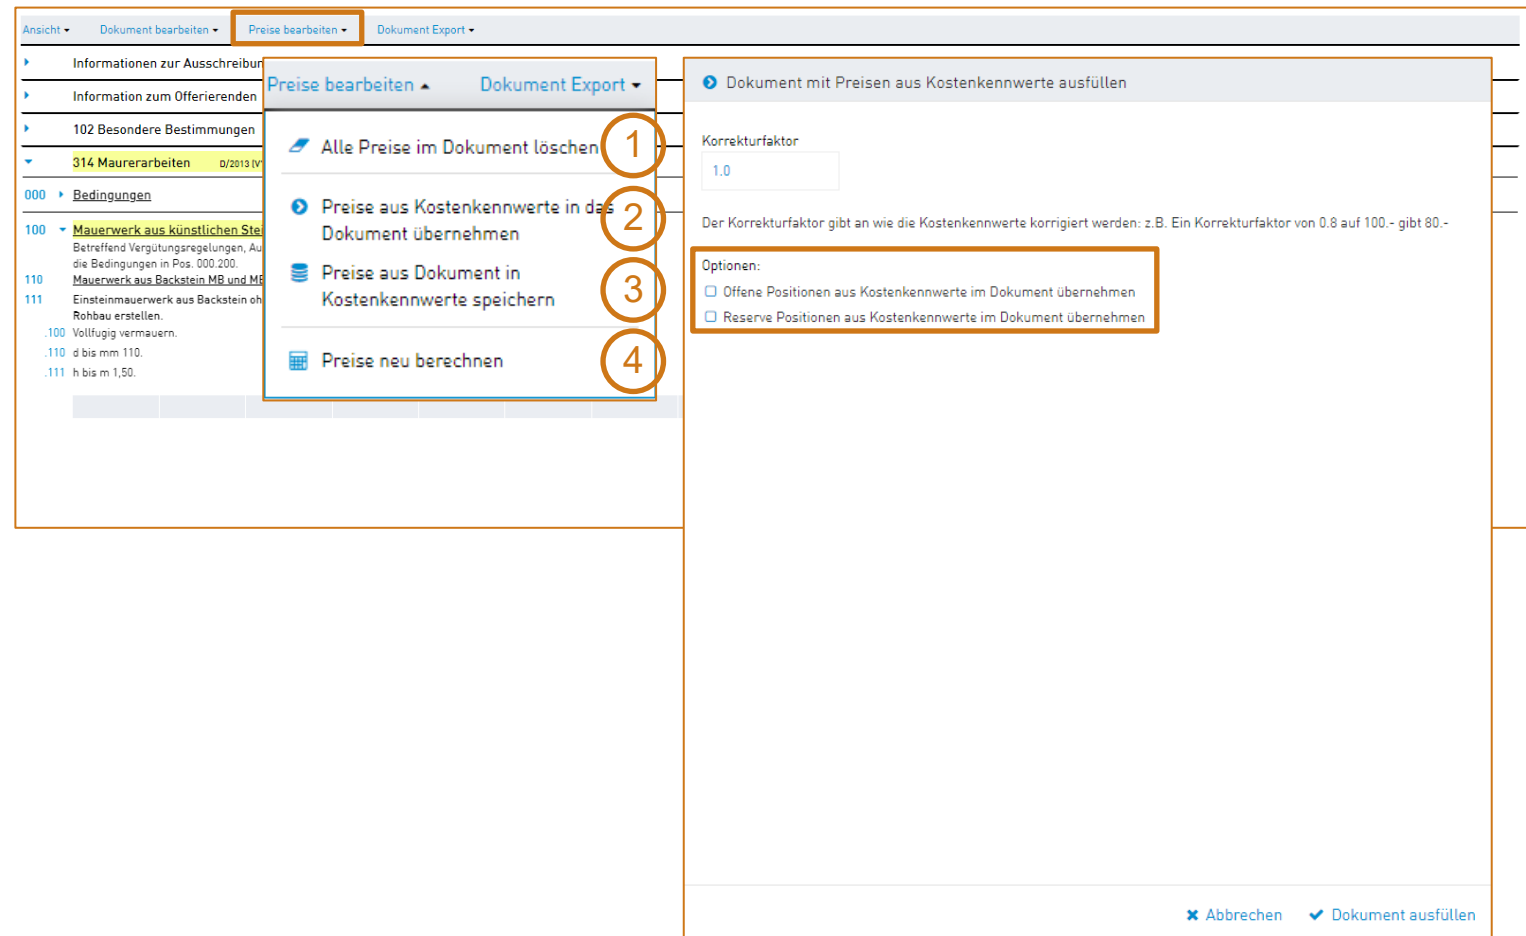 Ansicht
Dokument bearbeiten
Preise bearbeiten
Dokument Export
Informationen zur
Information zum Offerierenden
102 Besondere Bestimmungen
314 Maurerarbeiten D/2013
000 Bedingungen
100 Mauerwerk aus künstlichen
Betreffend Vergütungsregelungen,
die Bedingungen in Pos. 000.200.
110 Mauerwerk aus Backstein MB und
111 Einsteinmauerwerk aus Backstein
Rohbau erstellen.
.100 Vollfugig vermauern.
.110 d bis mm 110.
.111 h bis m 1,50.
Preise bearbeiten
Dokument Export
Alle Preise im Dokument löschen
1
Preise aus Kostenkennwerte in das
Dokument übernehmen
2
Preise aus Dokument in
Kostenkennwerte speichern
3
Preise neu berechnen
4
Dokument mit Preisen aus Kostenkennwerte ausfüllen
Korrekturfaktor
1.0
Der Korrekturfaktor gibt an wie die Kostenkennwerte korrigiert werden: z.B. Ein Korrekturfaktor von 0.8 auf 100.- gibt 80.-
Optionen:
Offene Positionen aus Kostenkennwerte im Dokument übernehmen
Reserve Positionen aus Kostenkennwerte im Dokument übernehmen
Abbrechen
Dokument ausfüllen